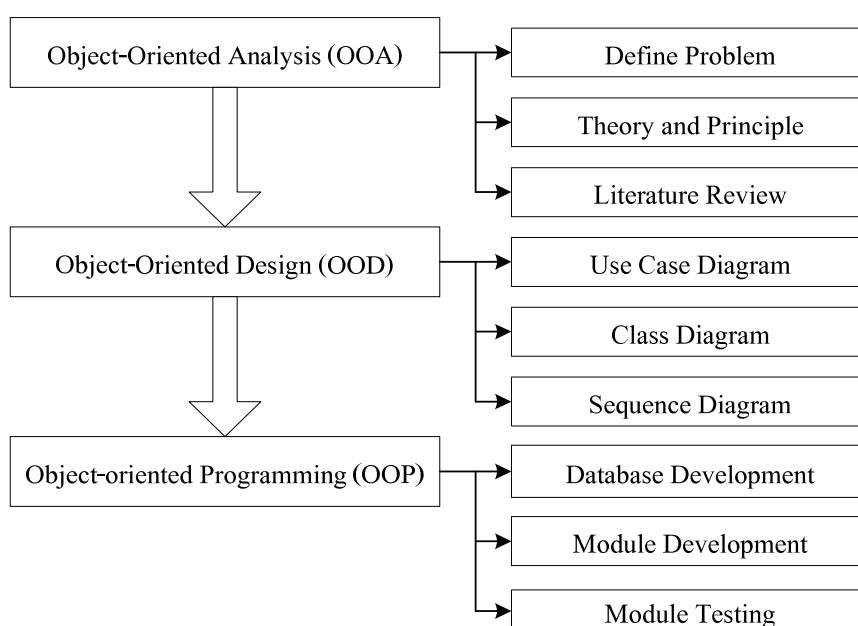 Object-Oriented Analysis (OOA)
Define Problem
Theory and Principle
Literature Review
Object-Oriented Design (OOD)
Use Case Diagram
Class Diagram
Sequence Diagram
Object-oriented Programming (OOP)
Database Development
Module Development
Module Testing